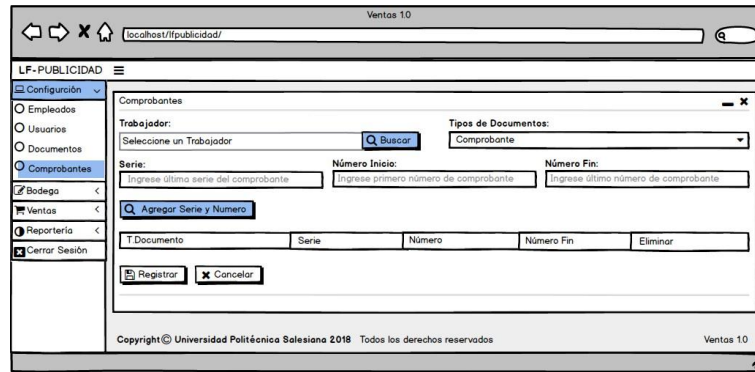 Ventas 1.0
localhost/lfpublicidad/
LF-PUBLICIDAD
Configurción
Empleados
Usuarios
Documentos
Comprobantes
Bodega
Ventas
Reportería
Cerrar Sesión
Comprobantes
Trabajador:
Tipos de Documentos:
Seleccione un Trabajador
Buscar
Comprobante
Serie:
Número Inicio:
Número Fin:
Ingrese última serie del comprobante
Ingrese primero número de comprobante
Ingrese último número de comprobante
Agregar Serie y Numero
T.Documento
Serie
Número
Número Fin
Eliminar
Registrar
Cancelar
Copyright © Universidad Politécnica Salesiana 2018 Todos los derechos reservados
Ventas 1.0